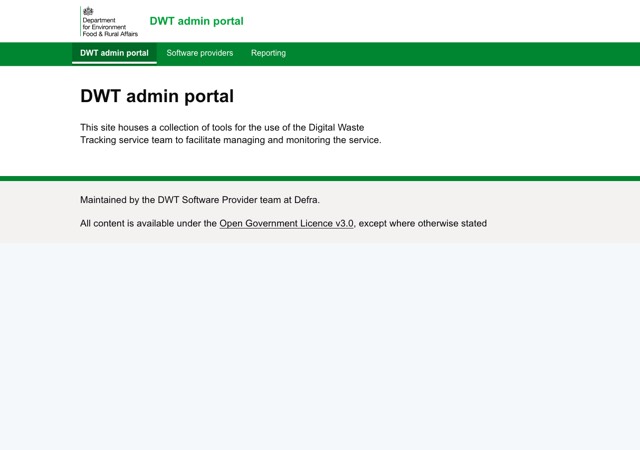 Department
for Environment
Food & Rural Affairs
DWT admin portal
DWT admin portal
Software providers
Reporting
DWT admin portal
This site houses a collection of tools for the use of the Digital Waste
Tracking service team to facilitate managing and monitoring the service.
Maintained by the DWT Software Provider team at Defra.
All content is available under the Open Government Licence v3.0, except where otherwise stated